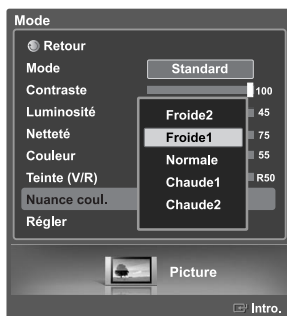 Mode
Retour
Mode Standard
Contraste 100
Luminosité 45
Netteté 75
Couleur 55
Teinte (V/R) R50
Nuance coul.
Régler
Froide2
Froide1
Normale
Chaude1
Chaude2
Picture
Intro.